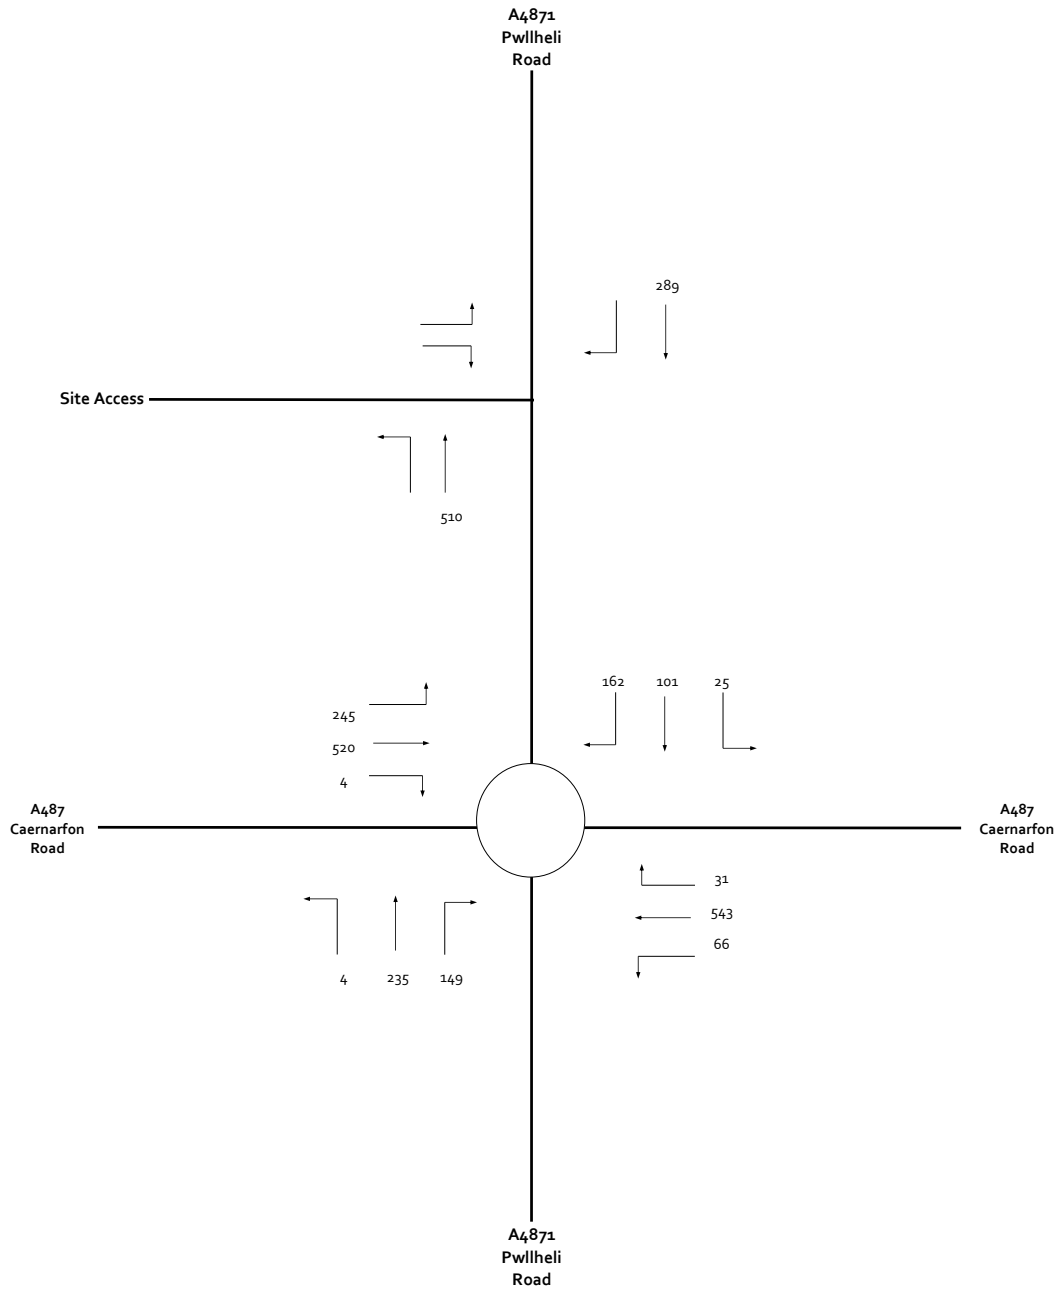 A4871
Pwllheli
Road
289
Site Access
510
162 101 25
245
520
4
A487
Caernarfon
Road
A487
Caernarfon
Road
31
543
66
4 235 149
A4871
Pwllheli
Road